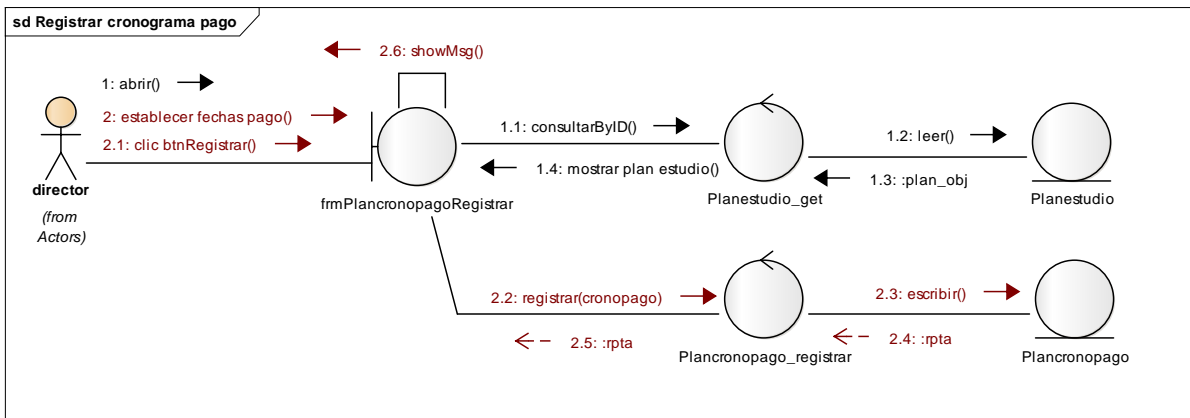 sd Registrar cronograma pago
2.6: showMsg()
1: abrir()
2: establecer fechas pago()
2.1: clic btnRegistrar()
1.1: consultarByID()
1.2: leer()
1.4: mostrar plan estudio()
1.3: :plan_obj
director
(from
Actors)
frmPlancronopagoRegistrar
Planestudio_get
Planestudio
2.2: registrar(cronopago)
2.3: escribir()
2.5: :rpta
2.4: :rpta
Plancronopago_registrar
Plancronopago